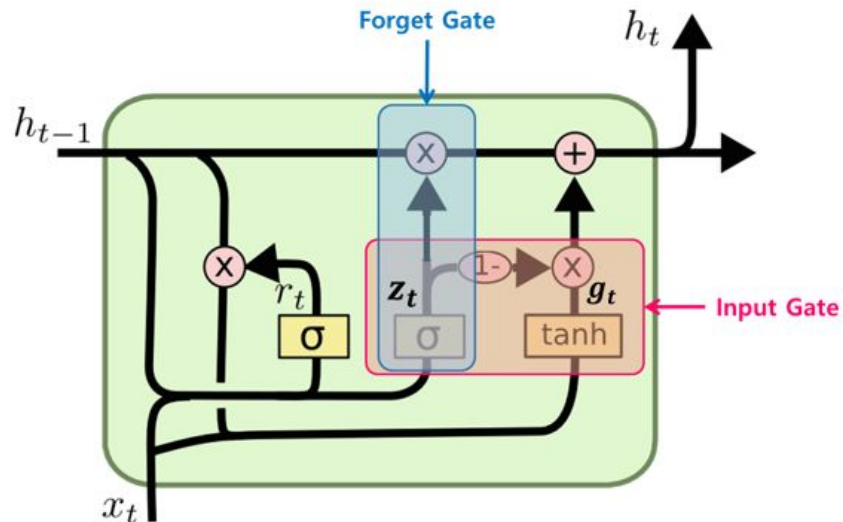 Forget Gate
h_t
h_{t-1}
x
+
x
r_t
z_t
1-
x
g_t
Input Gate
σ
σ
tanh
x_t